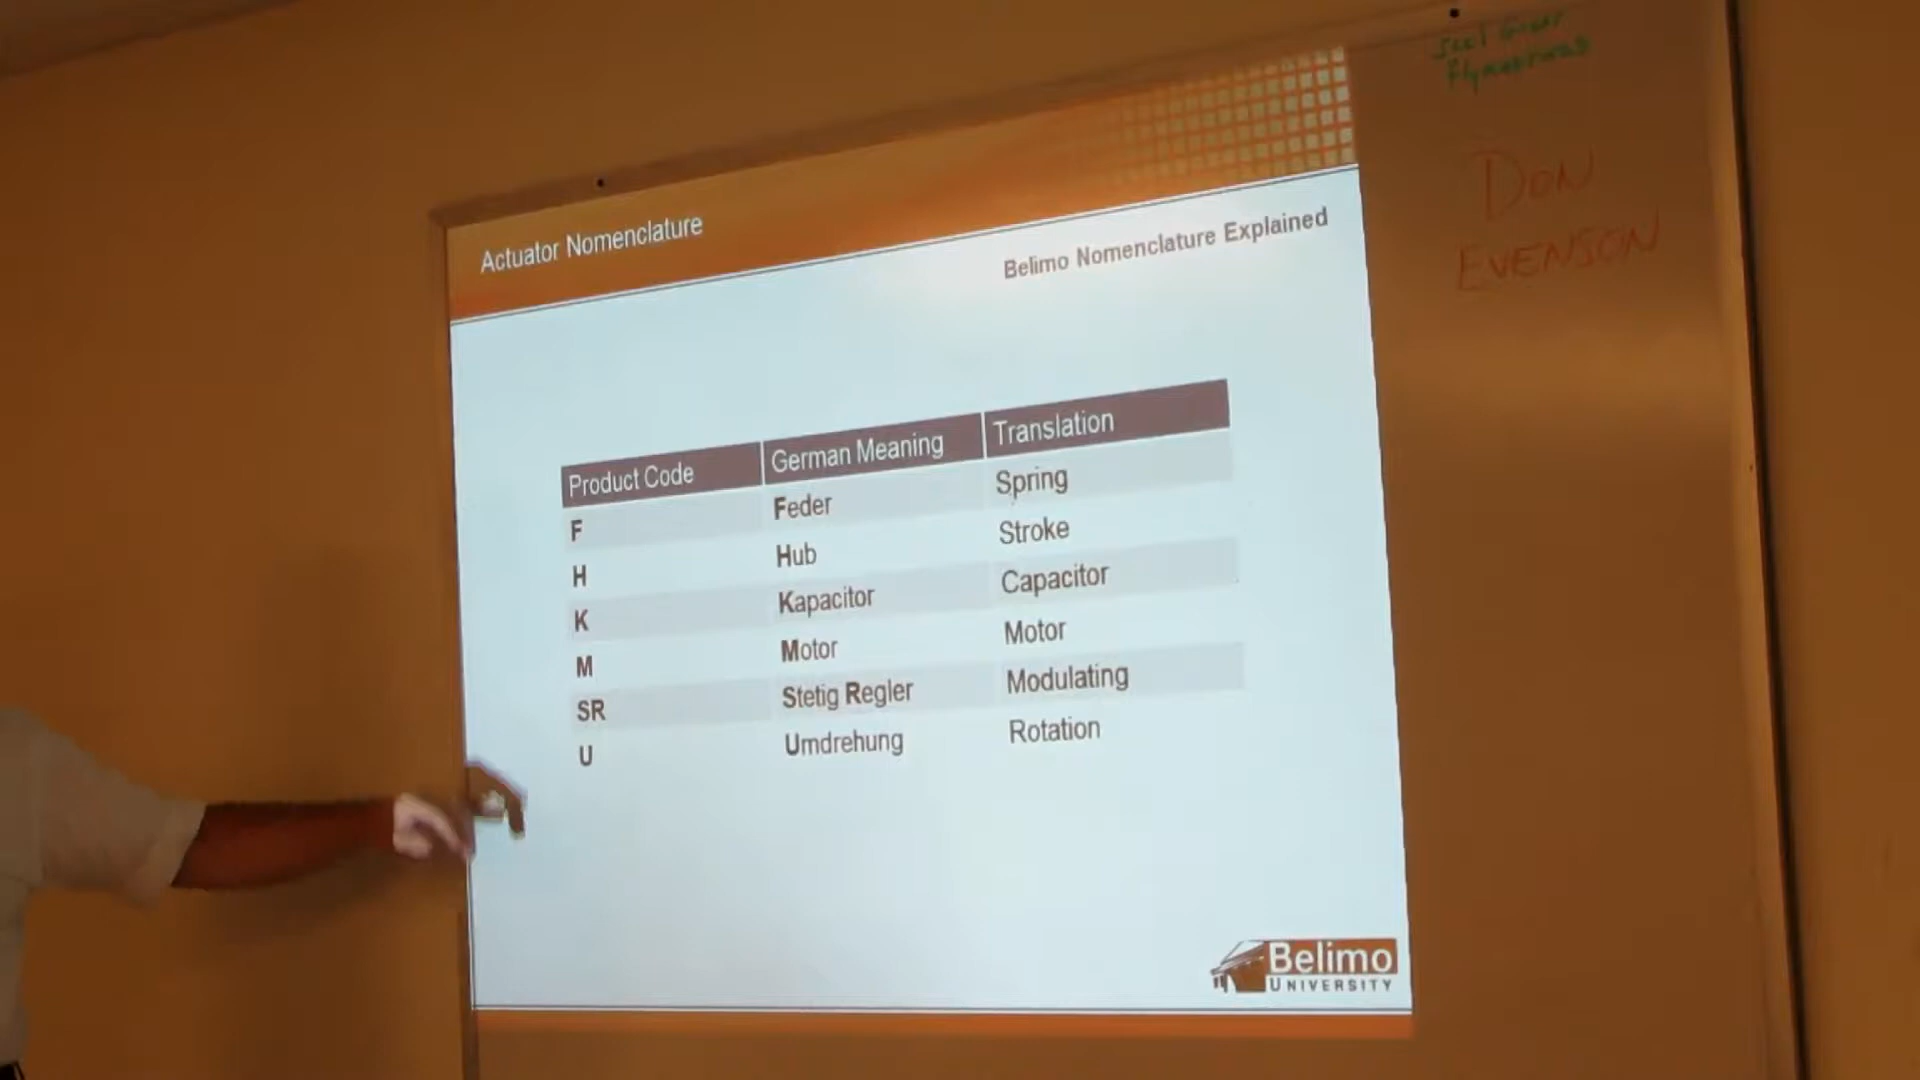 Actuator Nomenclature
Belimo Nomenclature Explained
Product Code German Meaning Translation
F Feder Spring
H Hub Stroke
K Kapacitor Capacitor
M Motor Motor
SR Stetig Regler Modulating
U Umdrehung Rotation
Belimo
UNIVERSITY
DON
EVENSON